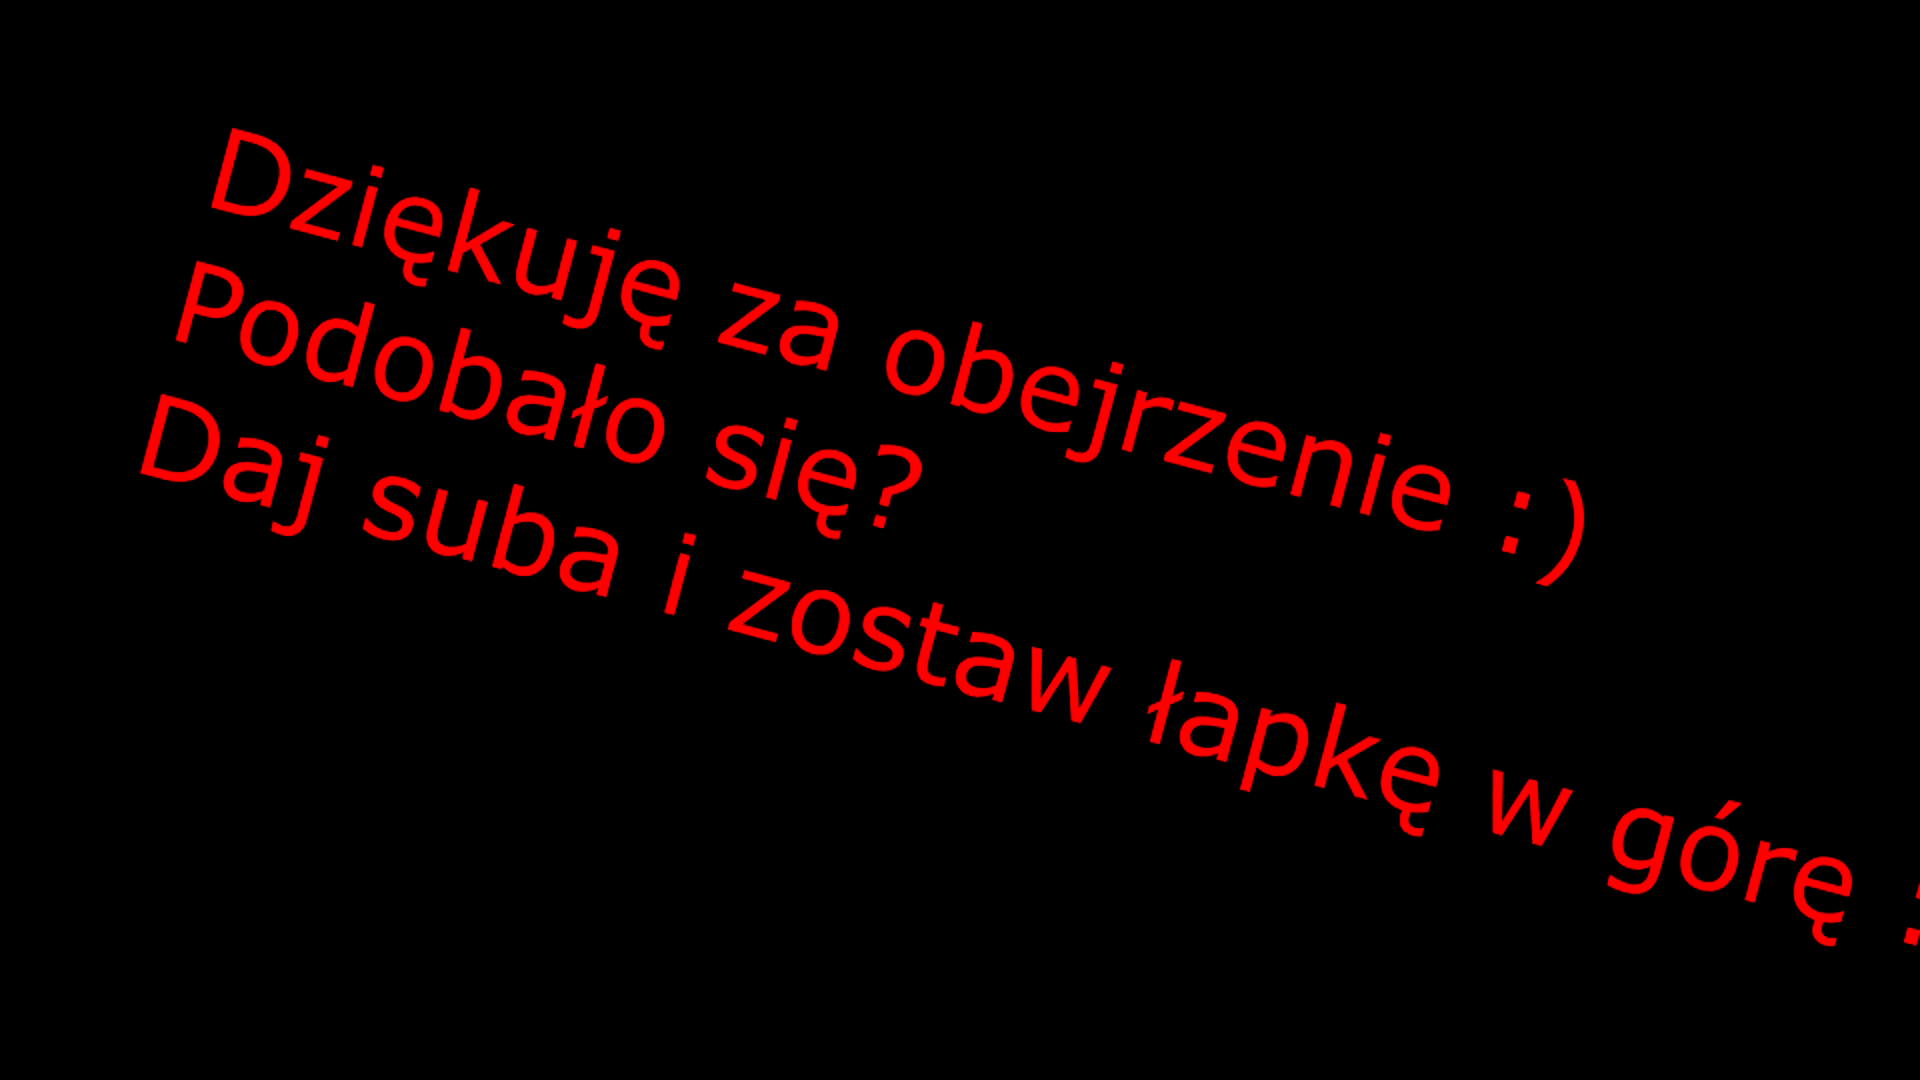 Dziękuję za obejrzenie :)
Podobało się?
Daj suba i zostaw łapkę w górę :